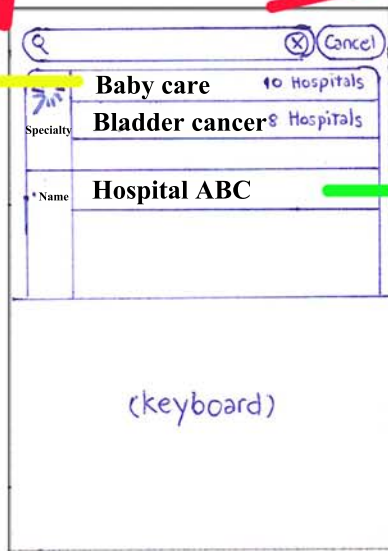 Cancel
Baby care 10 Hospitals
Specialty
Bladder cancer 8 Hospitals
Name
Hospital ABC
(keyboard)